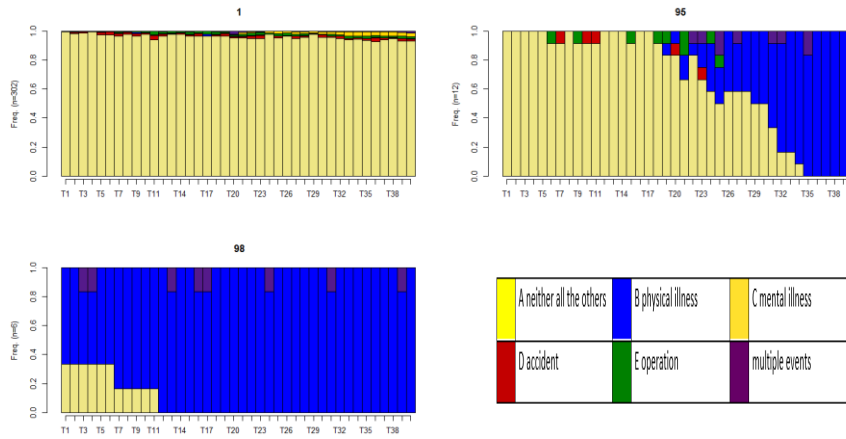 1
Freq. (n=302)
0.0 0.2 0.4 0.6 0.8 1.0
T1 T3 T5 T7 T9 T11 T14 T17 T20 T23 T26 T29 T32 T35 T38
95
Freq. (n=12)
0.0 0.2 0.4 0.6 0.8 1.0
T1 T3 T5 T7 T9 T11 T14 T17 T20 T23 T26 T29 T32 T35 T38
98
Freq. (n=6)
0.0 0.2 0.4 0.6 0.8 1.0
T1 T3 T5 T7 T9 T11 T14 T17 T20 T23 T26 T29 T32 T35 T38
A neither all the others B physical illness C mental illness
D accident E operation multiple events